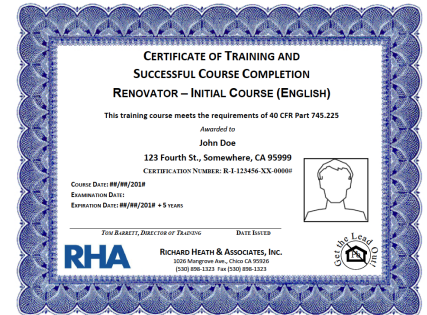 CERTIFICATE OF TRAINING AND
SUCCESSFUL COURSE COMPLETION
RENOVATOR – INITIAL COURSE (ENGLISH)
This training course meets the requirements of 40 CFR Part 745.225
Awarded to
John Doe
123 Fourth St., Somewhere, CA 95999
CERTIFICATION NUMBER: R-I-123456-XX-0000#
COURSE DATE: ##/##/201#
EXAMINATION DATE:
EXPIRATION DATE: ##/##/201# + 5 YEARS
TOM BARRETT, DIRECTOR OF TRAINING DATE ISSUED
RHA
RICHARD HEATH & ASSOCIATES, INC.
1026 Mangrove Ave., Chico CA 95926
(530) 898-1323 Fax (530) 898-1323
Get the Lead Out!